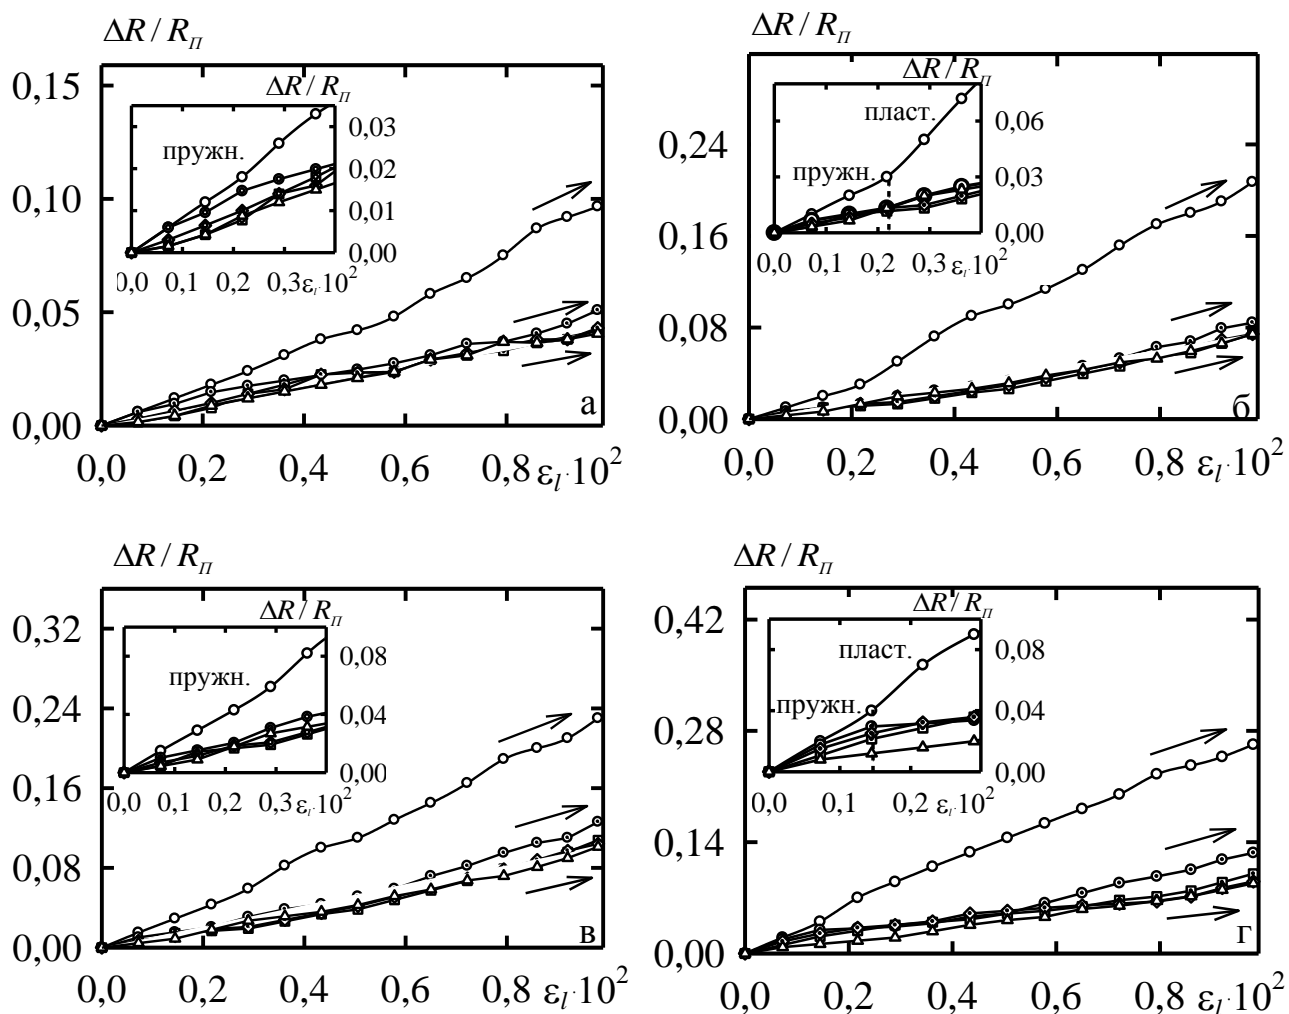 ΔR / R_П
0,15
0,10
0,05
0,00
0,0 0,2 0,4 0,6 0,8 ε_l·10²
а
ΔR / R_П
пружн.
0,03
0,02
0,01
0,00
0,0 0,1 0,2 0,3 ε_l·10²
ΔR / R_П
0,24
0,16
0,08
0,00
0,0 0,2 0,4 0,6 0,8 ε_l·10²
б
ΔR / R_П
пласт.
пружн.
0,06
0,03
0,00
0,0 0,1 0,2 0,3 ε_l·10²
ΔR / R_П
0,32
0,24
0,16
0,08
0,00
0,0 0,2 0,4 0,6 0,8 ε_l·10²
в
ΔR / R_П
пружн.
0,08
0,04
0,00
0,0 0,1 0,2 0,3 ε_l·10²
ΔR / R_П
0,42
0,28
0,14
0,00
0,0 0,2 0,4 0,6 0,8 ε_l·10²
г
ΔR / R_П
пласт.
пружн.
0,08
0,04
0,00
0,0 0,1 0,2 ε_l·10²